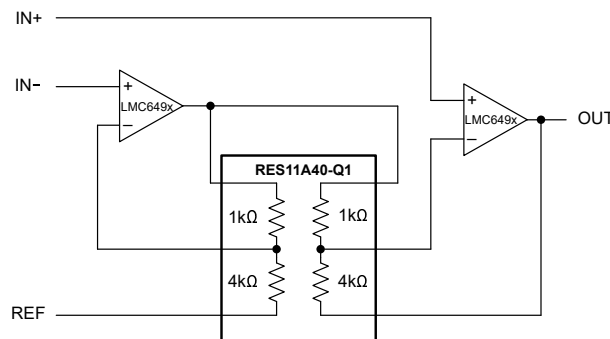 IN+
IN−
+
LMC649x
−
+
LMC649x
−
OUT
RES11A40-Q1
1kΩ
1kΩ
4kΩ
4kΩ
REF